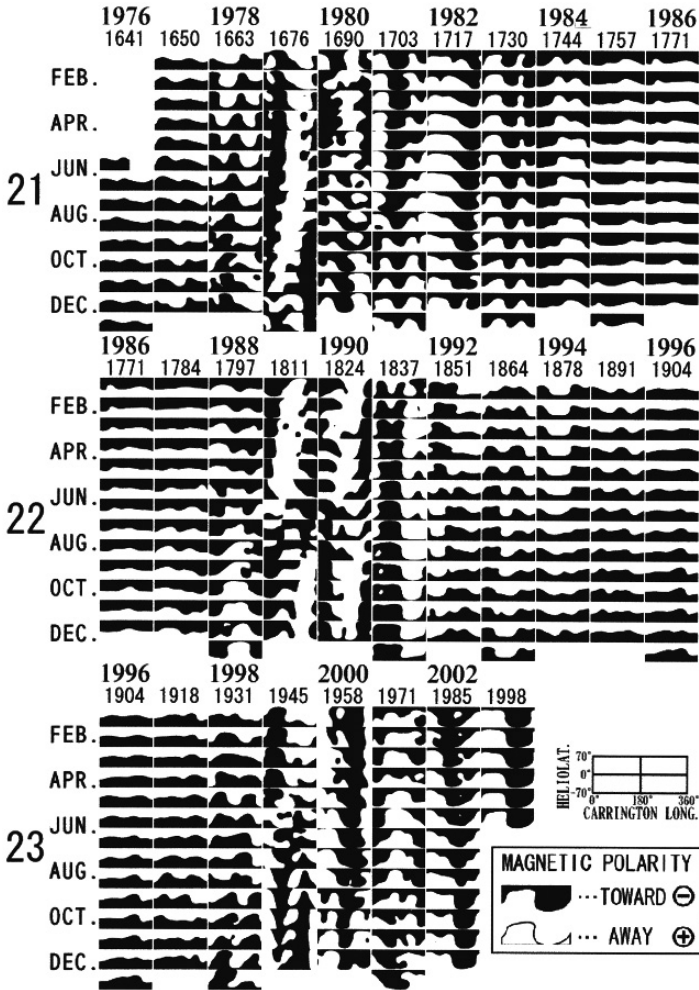 1976 1978 1980 1982 1984 1986
1641 1650 1663 1676 1690 1703 1717 1730 1744 1757 1771
FEB.
APR.
JUN.
21
AUG.
OCT.
DEC.
1986 1988 1990 1992 1994 1996
1771 1784 1797 1811 1824 1837 1851 1864 1878 1891 1904
FEB.
APR.
JUN.
22
AUG.
OCT.
DEC.
1996 1998 2000 2002
1904 1918 1931 1945 1958 1971 1985 1998
FEB.
APR.
JUN.
23
AUG.
OCT.
DEC.
HELIOLAT.
70°
0°
-70°
0° 180° 360°
CARRINGTON LONG.
MAGNETIC POLARITY
···TOWARD ⊖
··· AWAY ⊕